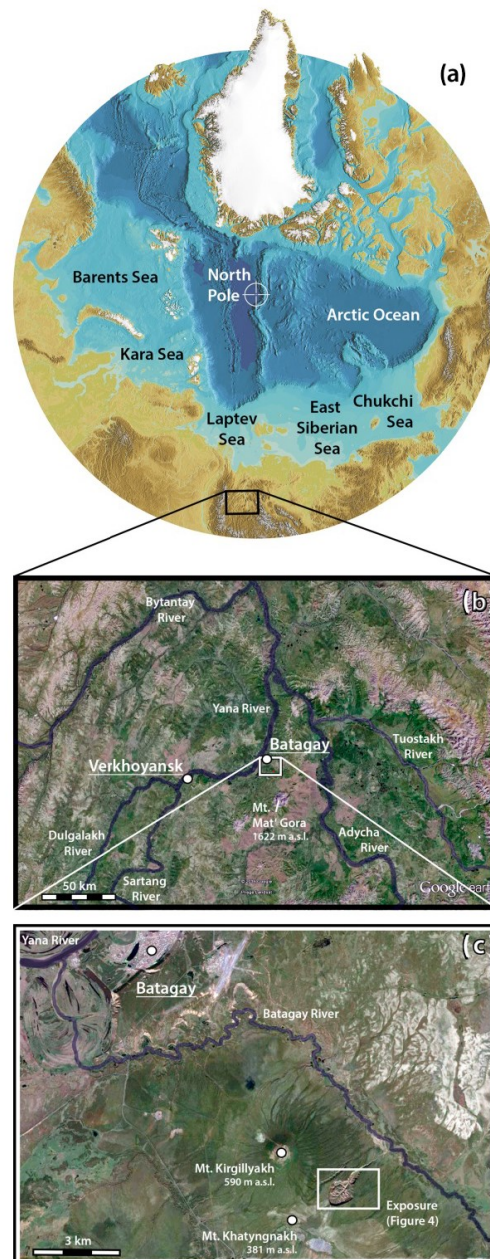 (a)
North
Pole
Barents Sea
Arctic Ocean
Kara Sea
Chukchi
Sea
East
Siberian
Sea
Laptev
Sea
(b
Bytantay
River
Yana River
Tuostakh
River
Batagay
Verkhoyansk
Mt.
Mat' Gora
1622 m a.s.l.
Dulgalakh
River
Adycha
River
Sartang
River
50 km
Google eart
(c
Yana River
Batagay
Batagay River
Mt. Kirgillyakh
590 m a.s.l.
Exposure
(Figure 4)
Mt. Khatyngnakh
381 m a.s.l.
3 km